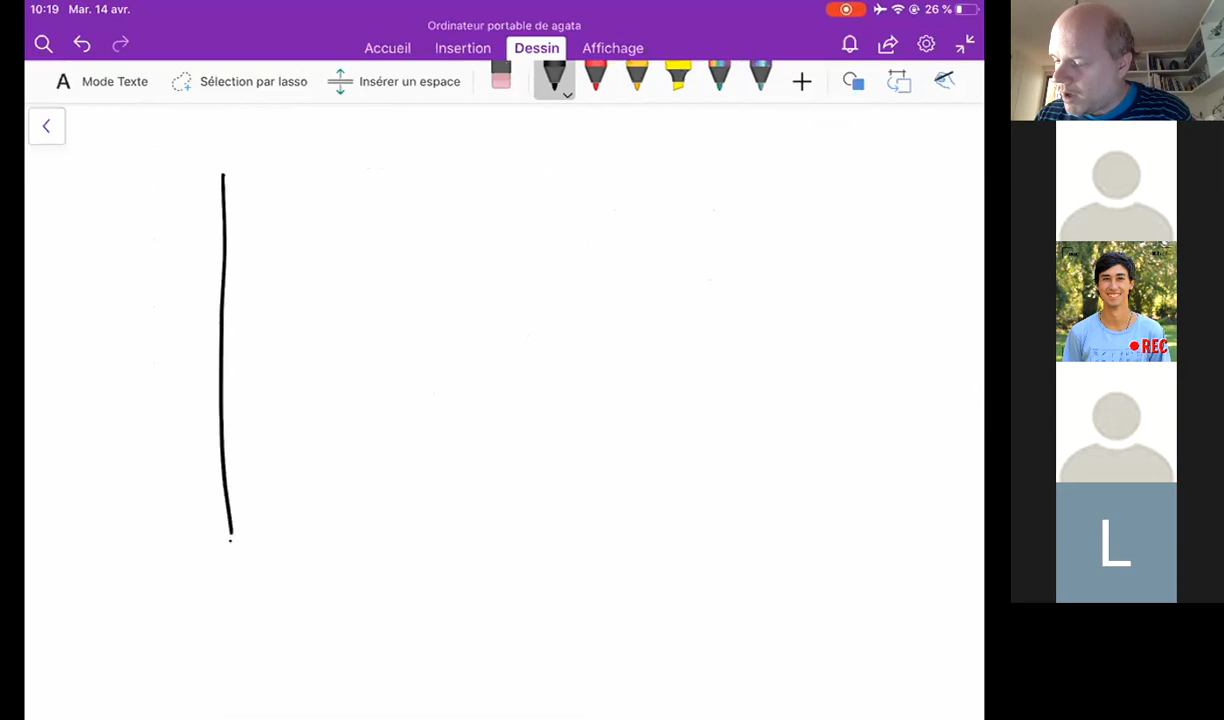 10:19 Mar. 14 avr.
26 %
Ordinateur portable de agata
Accueil Insertion Dessin Affichage
A Mode Texte Sélection par lasso Insérer un espace
REC
L